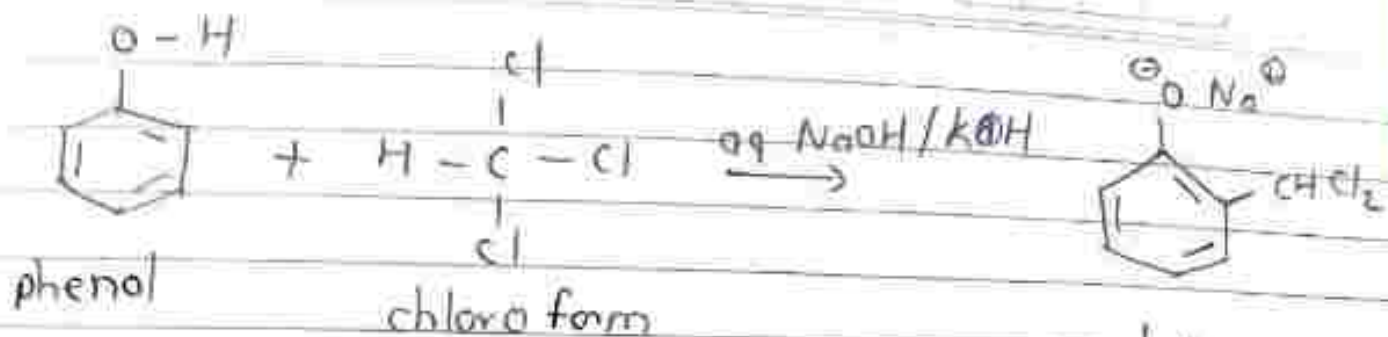 O - H
Cl
⊖O Na⊕
+ H - C - Cl aq NaOH/KOH → CHCl2
Cl
phenol
chloro form